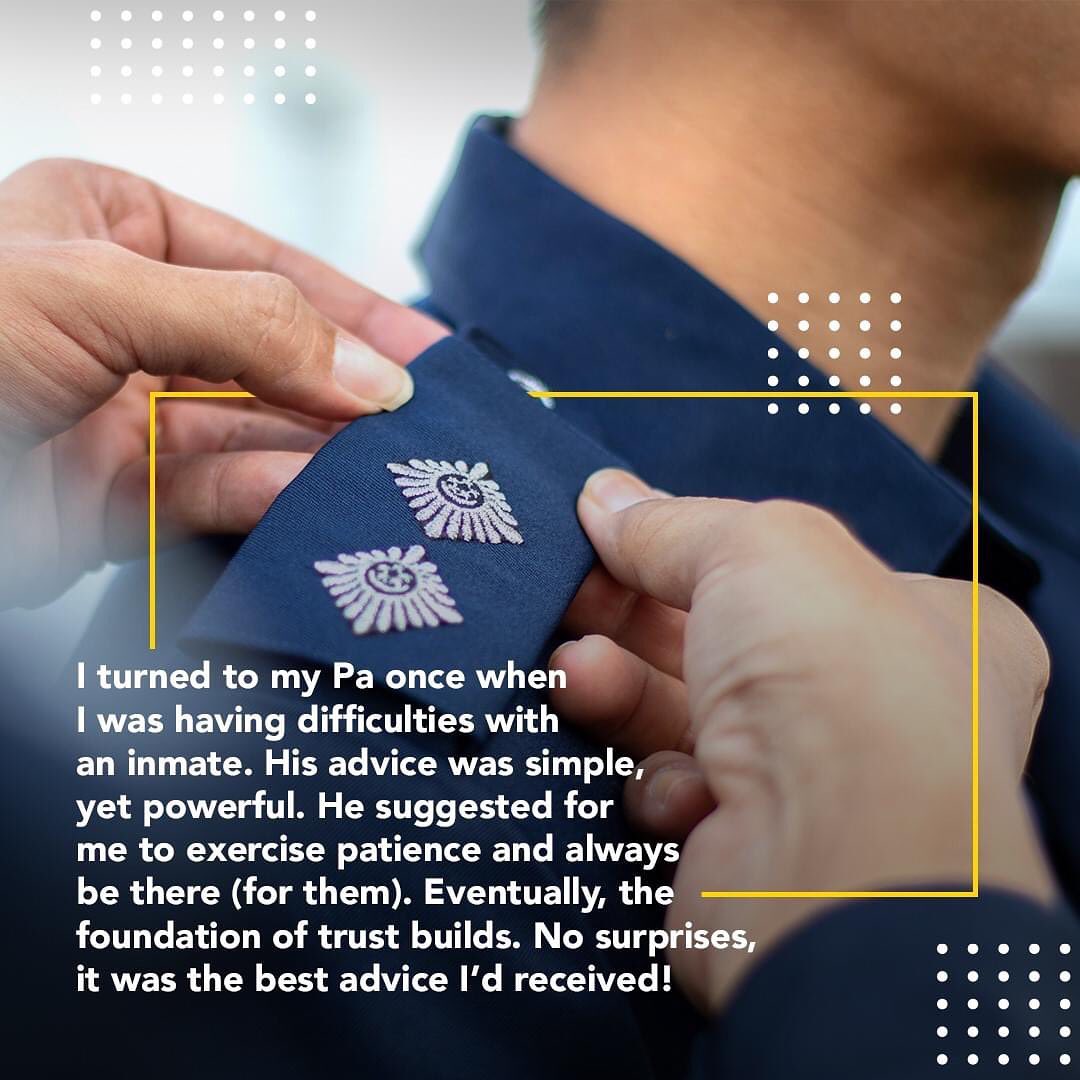 I turned to my Pa once when
I was having difficulties with
an inmate. His advice was simple,
yet powerful. He suggested for
me to exercise patience and always
be there (for them). Eventually, the
foundation of trust builds. No surprises,
it was the best advice I’d received!